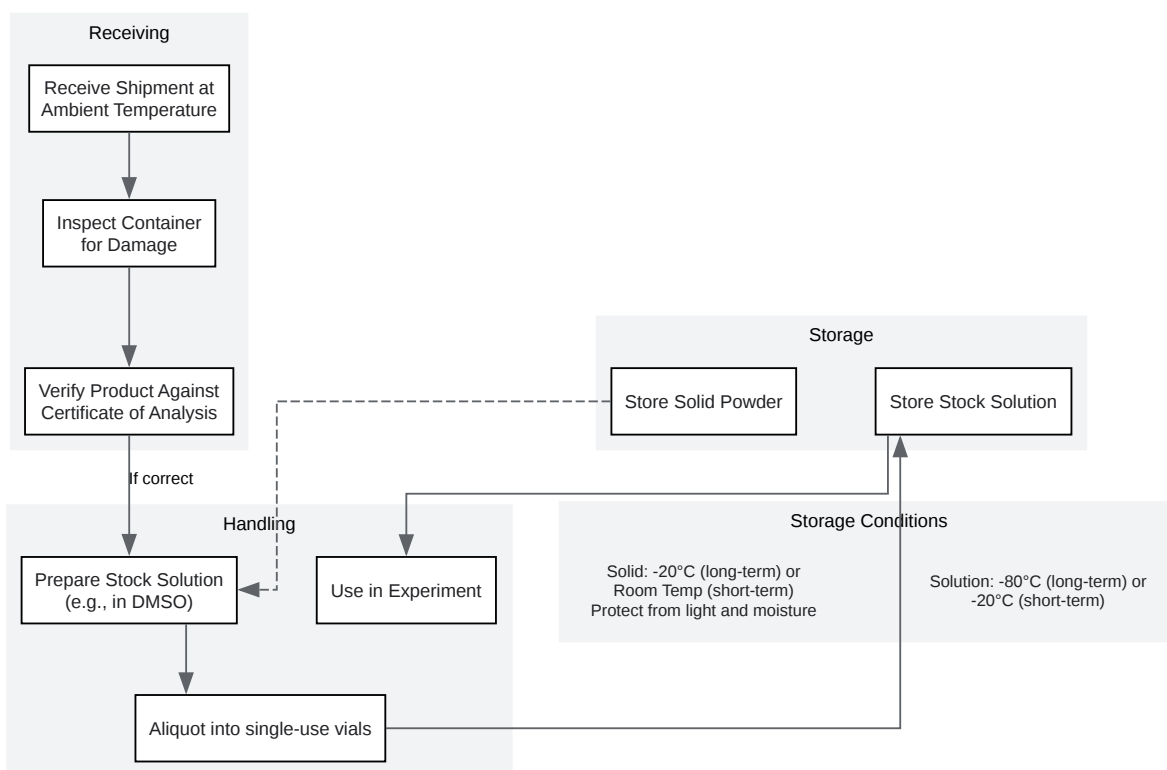 Receiving
Receive Shipment at
Ambient Temperature
Inspect Container
for Damage
Verify Product Against
Certificate of Analysis
If correct
Storage
Store Solid Powder
Store Stock Solution
Handling
Prepare Stock Solution
(e.g., in DMSO)
Use in Experiment
Aliquot into single-use vials
Storage Conditions
Solid: -20°C (long-term) or
Room Temp (short-term)
Protect from light and moisture
Solution: -80°C (long-term) or
-20°C (short-term)